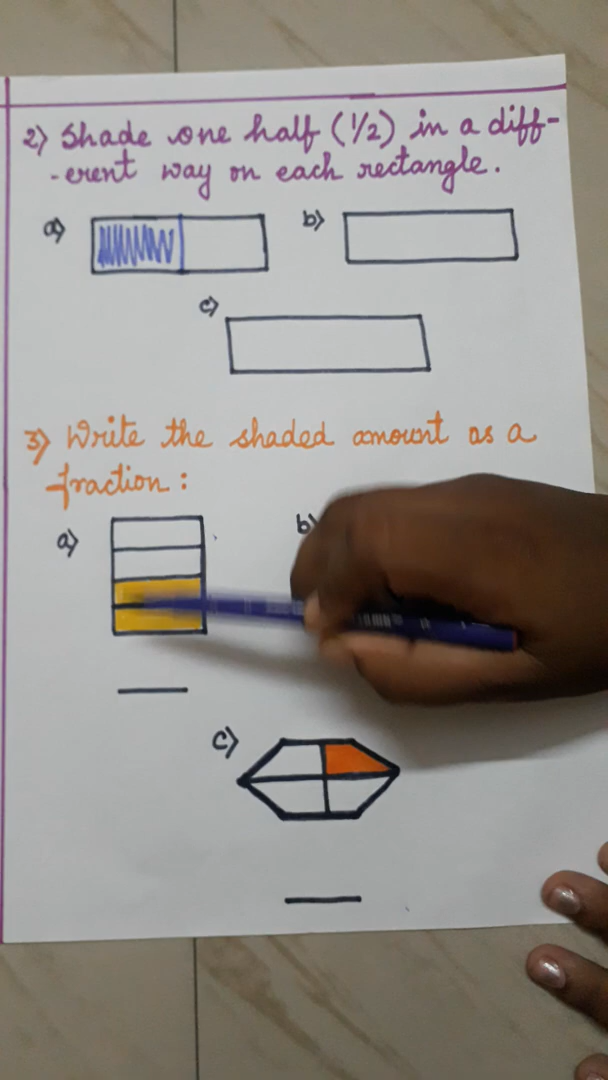 2) Shade one half (1/2) in a diff-
-erent way on each rectangle.
a) b)
c)
3) Write the shaded amount as a
fraction :
a) b)
c)